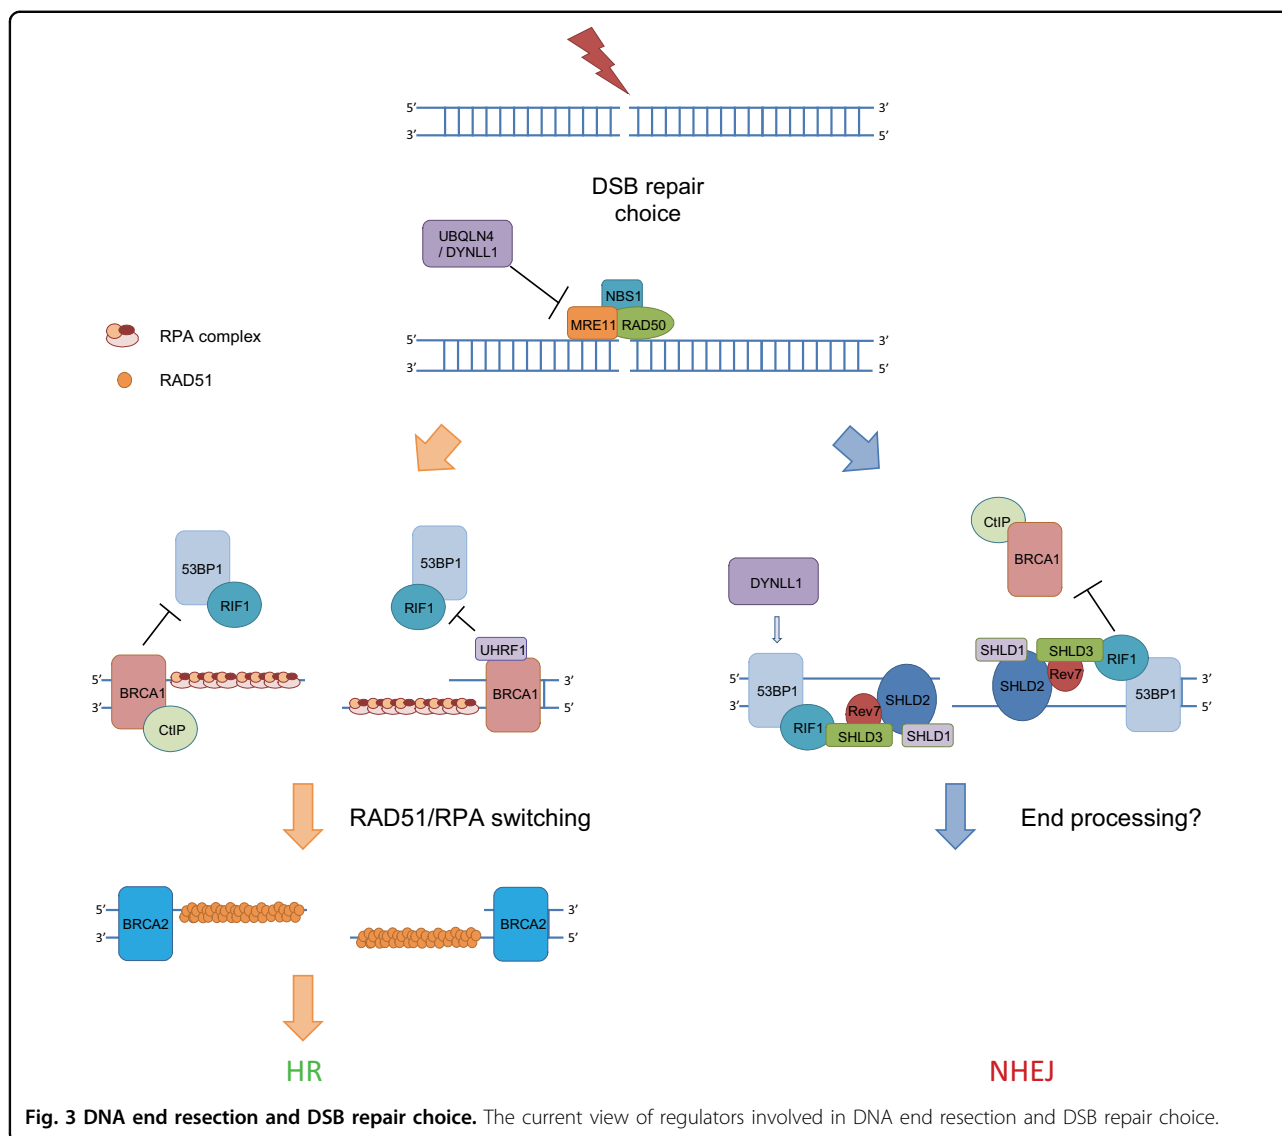 5′ 3′
3′ 5′
DSB repair
choice
UBQLN4
/ DYNLL1
NBS1
MRE11 RAD50
5′ 3′
3′ 5′
RPA complex
RAD51
53BP1
RIF1
BRCA1
CtIP
5′
3′
53BP1
RIF1
UHRF1
BRCA1
3′
5′
DYNLL1
53BP1
RIF1
Rev7
SHLD3
SHLD2
SHLD1
5′
3′
CtIP
BRCA1
SHLD1
SHLD3
SHLD2
Rev7
RIF1
53BP1
3′
5′
RAD51/RPA switching
End processing?
5′
3′
BRCA2
BRCA2
3′
5′
HR
NHEJ
Fig. 3 DNA end resection and DSB repair choice. The current view of regulators involved in DNA end resection and DSB repair choice.